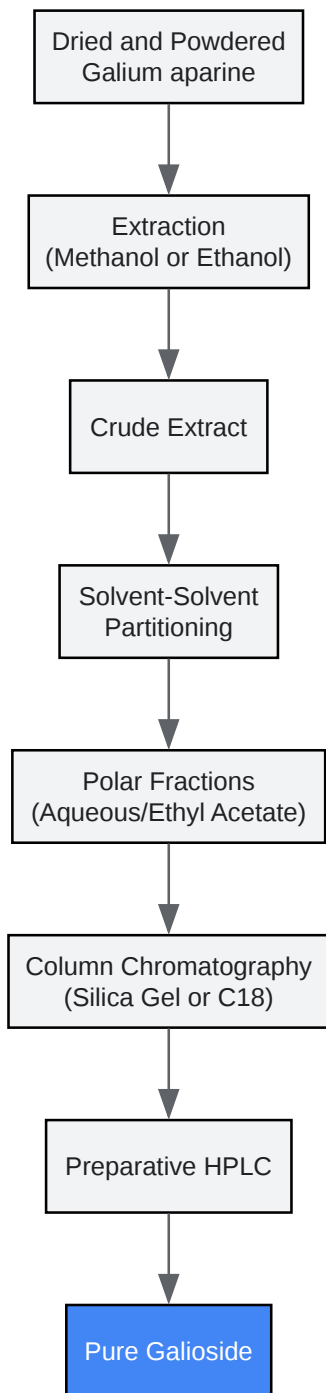 Dried and Powdered
Galium aparine
Extraction
(Methanol or Ethanol)
Crude Extract
Solvent-Solvent
Partitioning
Polar Fractions
(Aqueous/Ethyl Acetate)
Column Chromatography
(Silica Gel or C18)
Preparative HPLC
Pure Galioside